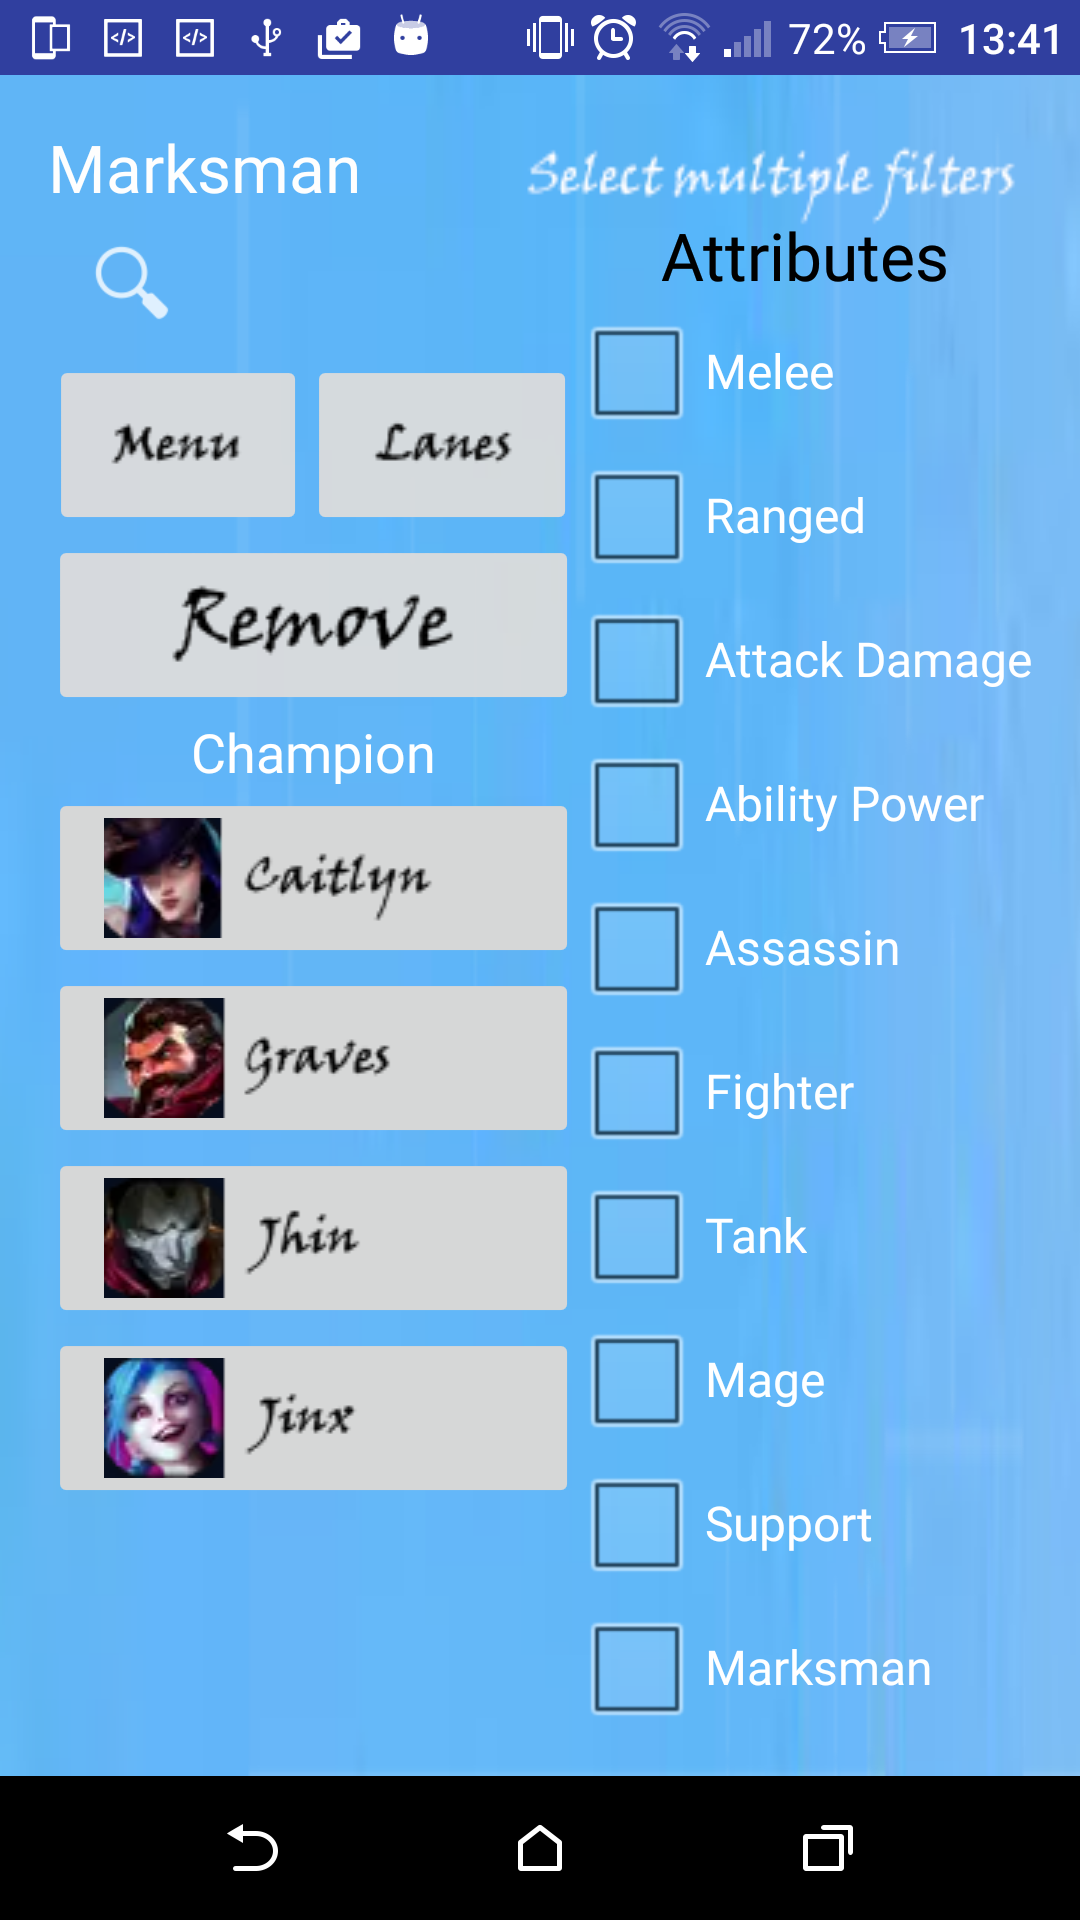 72% 13:41
Marksman
Select multiple filters
Attributes
Menu
Lanes
Remove
Champion
Caitlyn
Graves
Jhin
Jinx
Melee
Ranged
Attack Damage
Ability Power
Assassin
Fighter
Tank
Mage
Support
Marksman